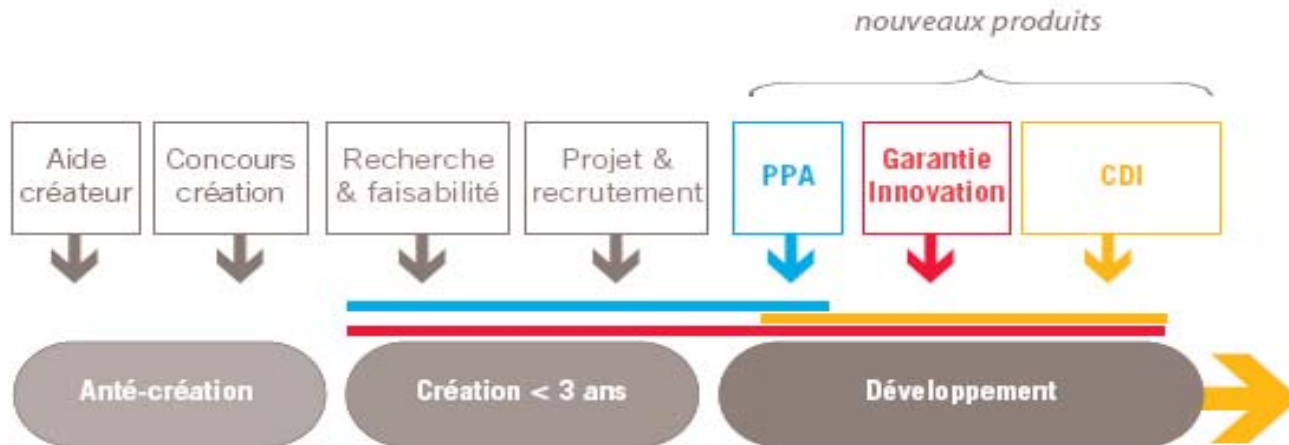 nouveaux produits
Aide
créateur
Concours
création
Recherche
& faisabilité
Projet &
recrutement
PPA
Garantie
Innovation
CDI
Anté-création
Création < 3 ans
Développement